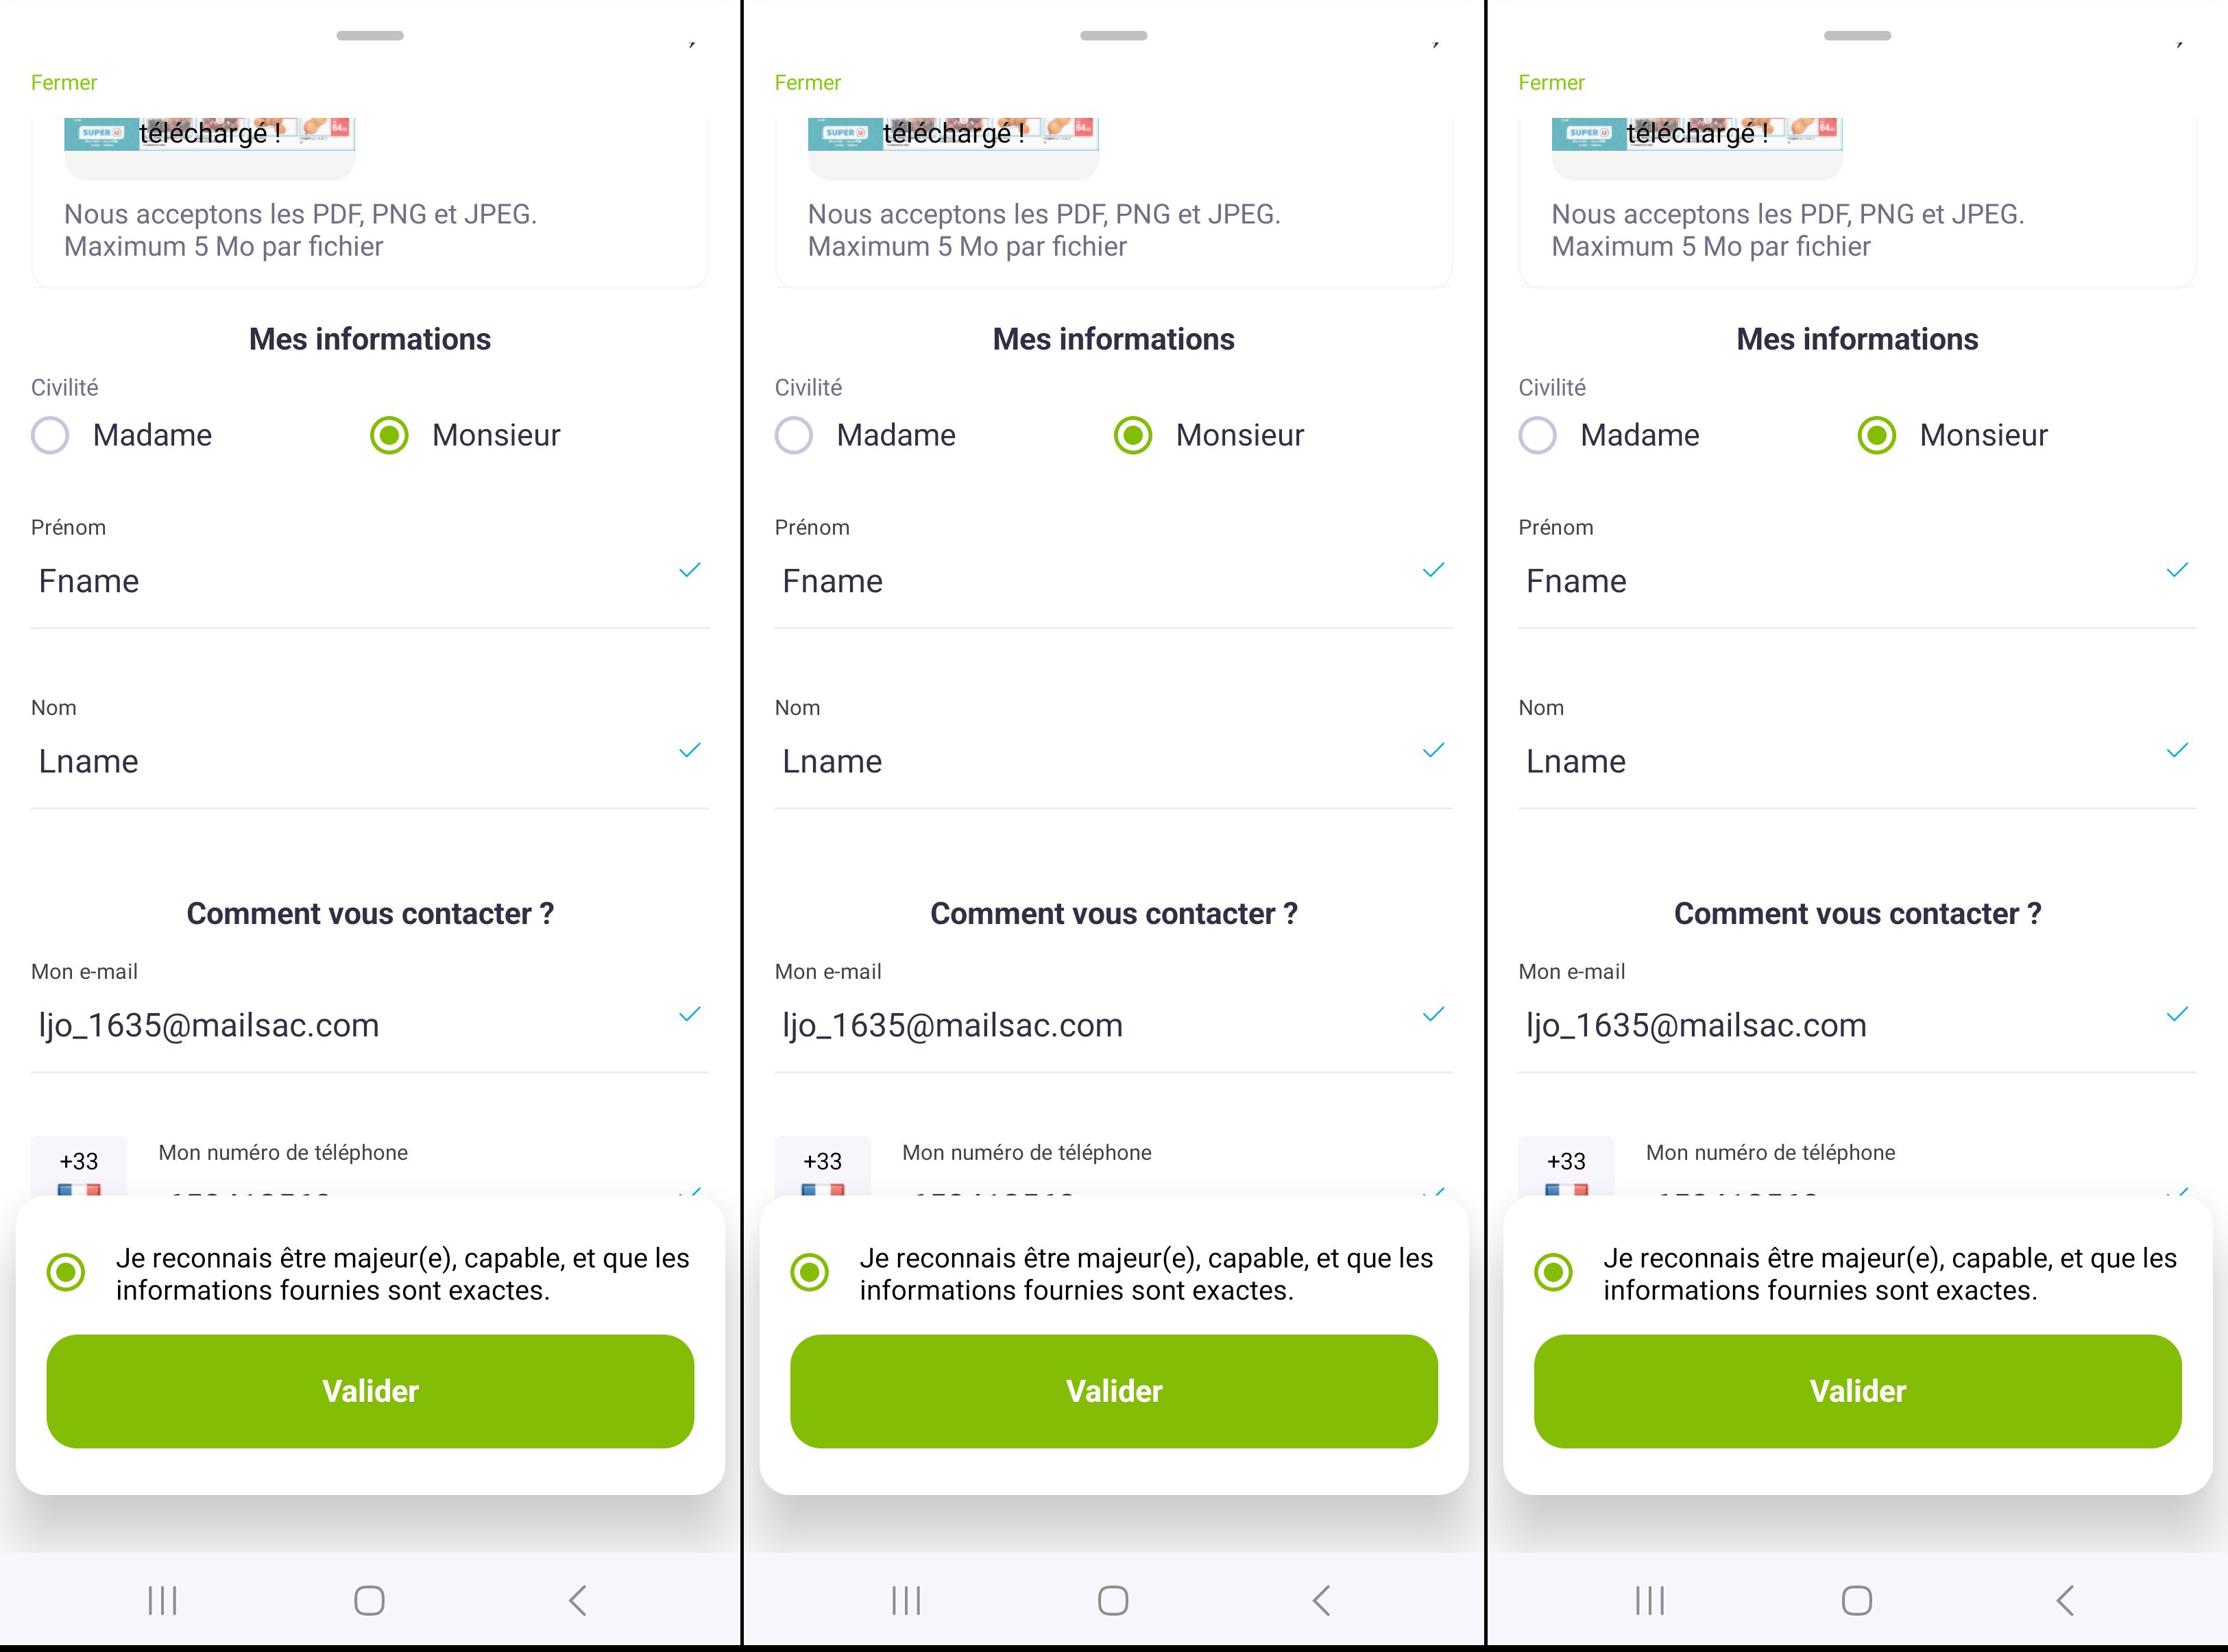 Fermer
SUPER U
téléchargé !
Nous acceptons les PDF, PNG et JPEG.
Maximum 5 Mo par fichier
Mes informations
Civilité
Madame
Monsieur
Prénom
Fname
Nom
Lname
Comment vous contacter ?
Mon e-mail
ljo_1635@mailsac.com
+33
Mon numéro de téléphone
Je reconnais être majeur(e), capable, et que les
informations fournies sont exactes.
Valider
Fermer
SUPER U
téléchargé !
Nous acceptons les PDF, PNG et JPEG.
Maximum 5 Mo par fichier
Mes informations
Civilité
Madame
Monsieur
Prénom
Fname
Nom
Lname
Comment vous contacter ?
Mon e-mail
ljo_1635@mailsac.com
+33
Mon numéro de téléphone
Je reconnais être majeur(e), capable, et que les
informations fournies sont exactes.
Valider
Fermer
SUPER U
téléchargé !
Nous acceptons les PDF, PNG et JPEG.
Maximum 5 Mo par fichier
Mes informations
Civilité
Madame
Monsieur
Prénom
Fname
Nom
Lname
Comment vous contacter ?
Mon e-mail
ljo_1635@mailsac.com
+33
Mon numéro de téléphone
Je reconnais être majeur(e), capable, et que les
informations fournies sont exactes.
Valider